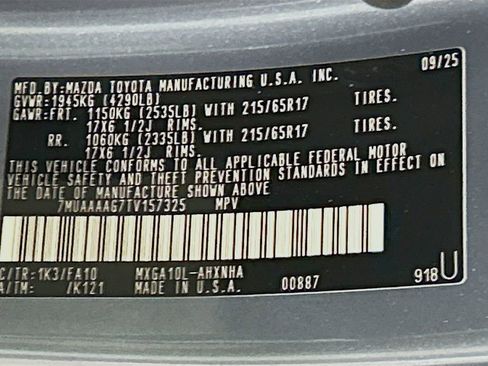 MFD.BY:MAZDA TOYOTA MANUFACTURING U.S.A. INC. 09/25
GVWR:1945KG (4290LB)
GAWR:FRT. 1150KG (2535LB) WITH 215/65R17 TIRES.
17X6 1/2J RIMS.
RR. 1060KG (2335LB) WITH 215/65R17 TIRES.
17X6 1/2J RIMS.
THIS VEHICLE CONFORMS TO ALL APPLICABLE FEDERAL MOTOR
VEHICLE SAFETY AND THEFT PREVENTION STANDARDS IN EFFECT
ON THE DATE OF MANUFACTURE SHOWN ABOVE
7MUAAAAG7TV157325 MPV
C/TR:1K3/FA10 MXGA10L-AHXNHA
A/TM: /K121 MADE IN U.S.A. 00887 918U